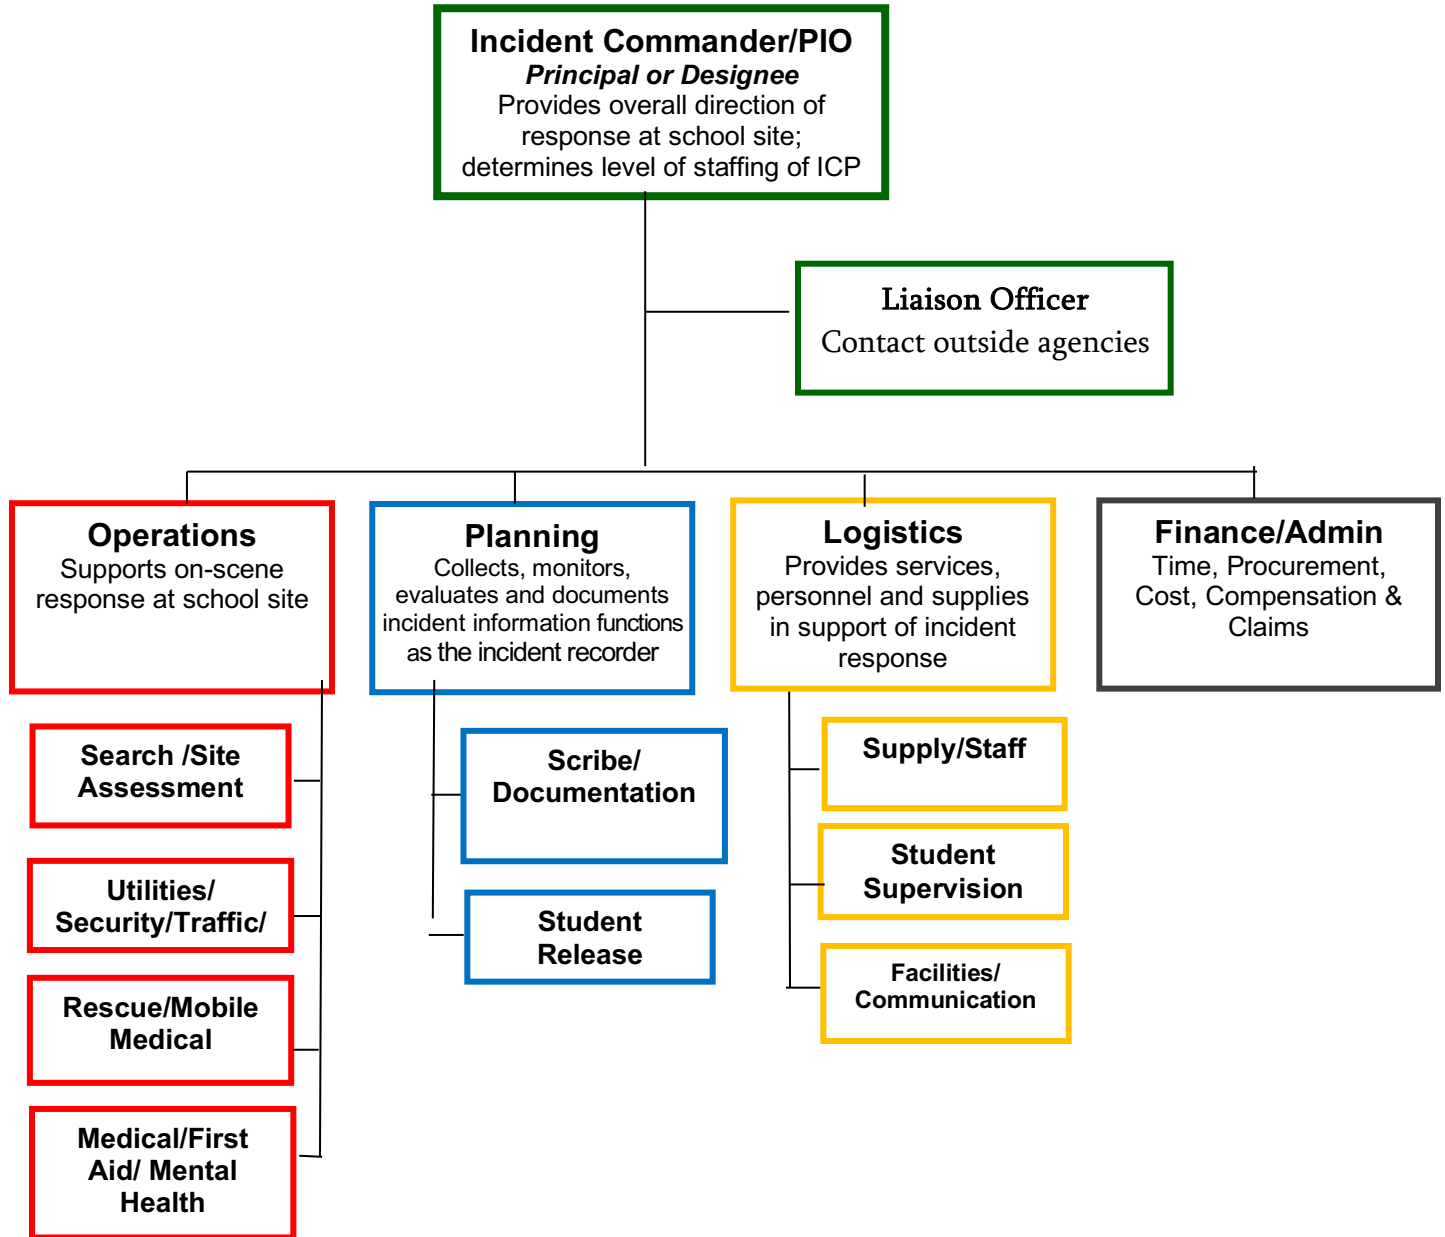 Incident Commander/PIO
Principal or Designee
Provides overall direction of
response at school site;
determines level of staffing of ICP
Liaison Officer
Contact outside agencies
Operations
Supports on-scene
response at school site
Planning
Collects, monitors,
evaluates and documents
incident information functions
as the incident recorder
Logistics
Provides services,
personnel and supplies
in support of incident
response
Finance/Admin
Time, Procurement,
Cost, Compensation &
Claims
Search /Site
Assessment
Utilities/
Security/Traffic/
Rescue/Mobile
Medical
Medical/First
Aid/ Mental
Health
Scribe/
Documentation
Student
Release
Supply/Staff
Student
Supervision
Facilities/
Communication